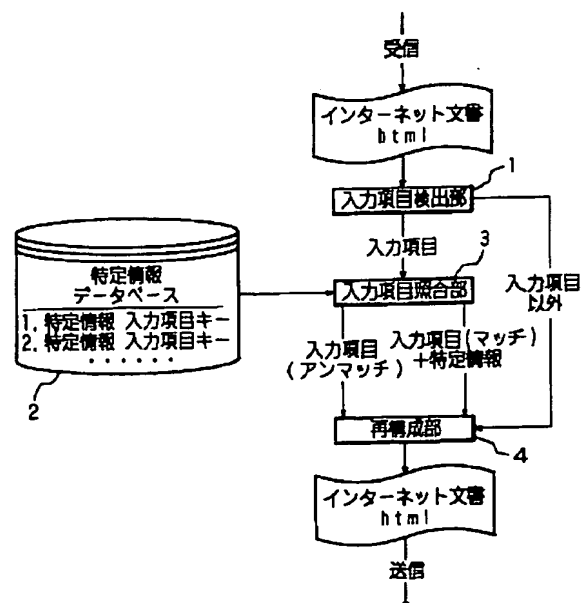 受信
インターネット文書
html
1
入力項目検出部
入力項目
3
入力項目
以外
特定情報
データベース
1. 特定情報 入力項目キー
2. 特定情報 入力項目キー
・・・・・・
2
入力項目照合部
入力項目
(アンマッチ)
入力項目(マッチ)
+特定情報
再構成部
4
インターネット文書
html
送信